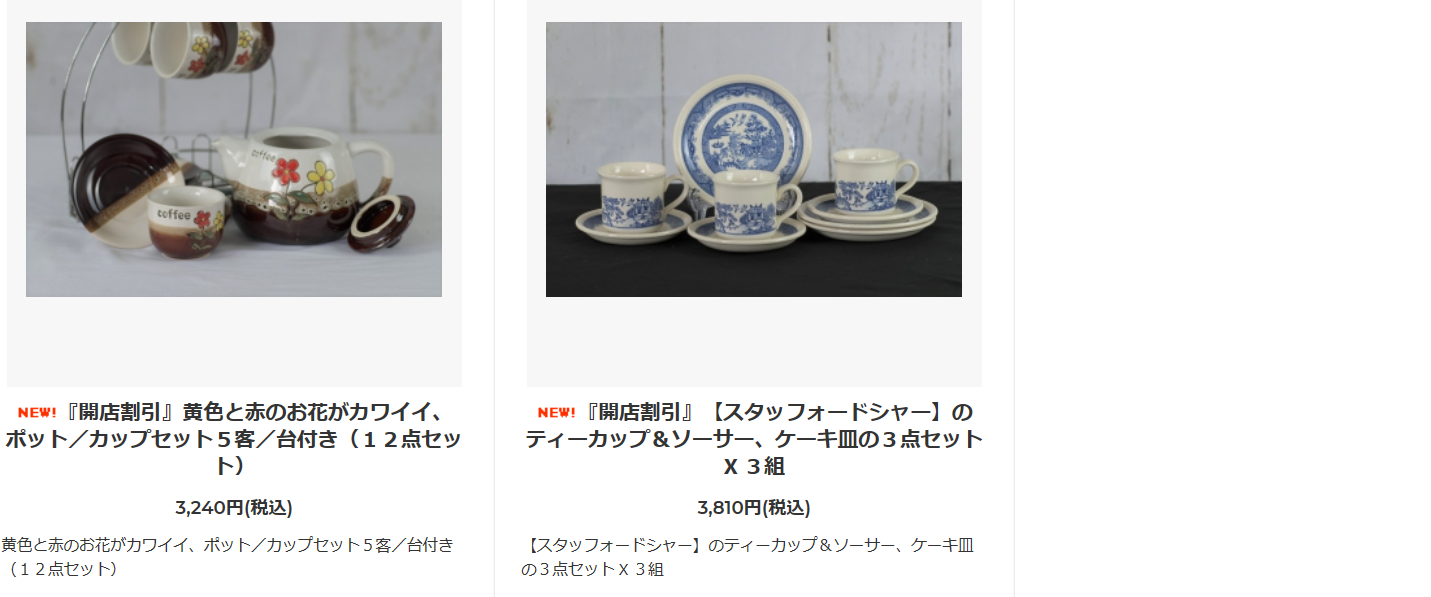 coffee
coffee
NEW!『開店割引』黄色と赤のお花がカワイイ、
ポット／カップセット５客／台付き（１２点セッ
ト）
3,240円(税込)
黄色と赤のお花がカワイイ、ポット／カップセット５客／台付き
（１２点セット）
NEW!『開店割引』【スタッフォードシャー】の
ティーカップ＆ソーサー、ケーキ皿の３点セット
Ｘ３組
3,810円(税込)
【スタッフォードシャー】のティーカップ＆ソーサー、ケーキ皿
の３点セットＸ３組